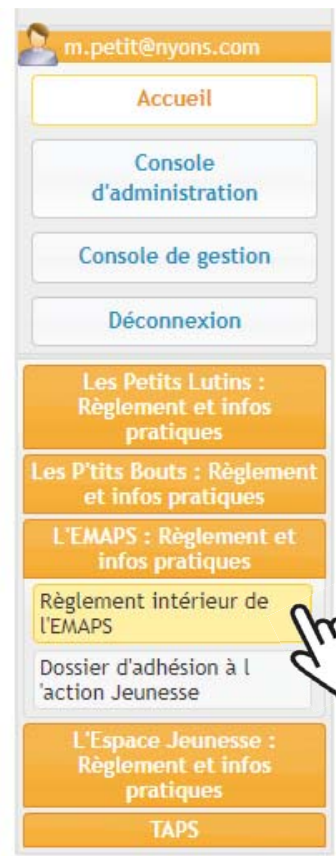 m.petit@nyons.com
Accueil
Console
d'administration
Console de gestion
Déconnexion
Les Petits Lutins :
Règlement et infos
pratiques
Les P'tits Bouts : Règlement
et infos pratiques
L'EMAPS : Règlement et
infos pratiques
Règlement intérieur de
l'EMAPS
Dossier d'adhésion à l
'action Jeunesse
L'Espace Jeunesse :
Règlement et infos
pratiques
TAPS